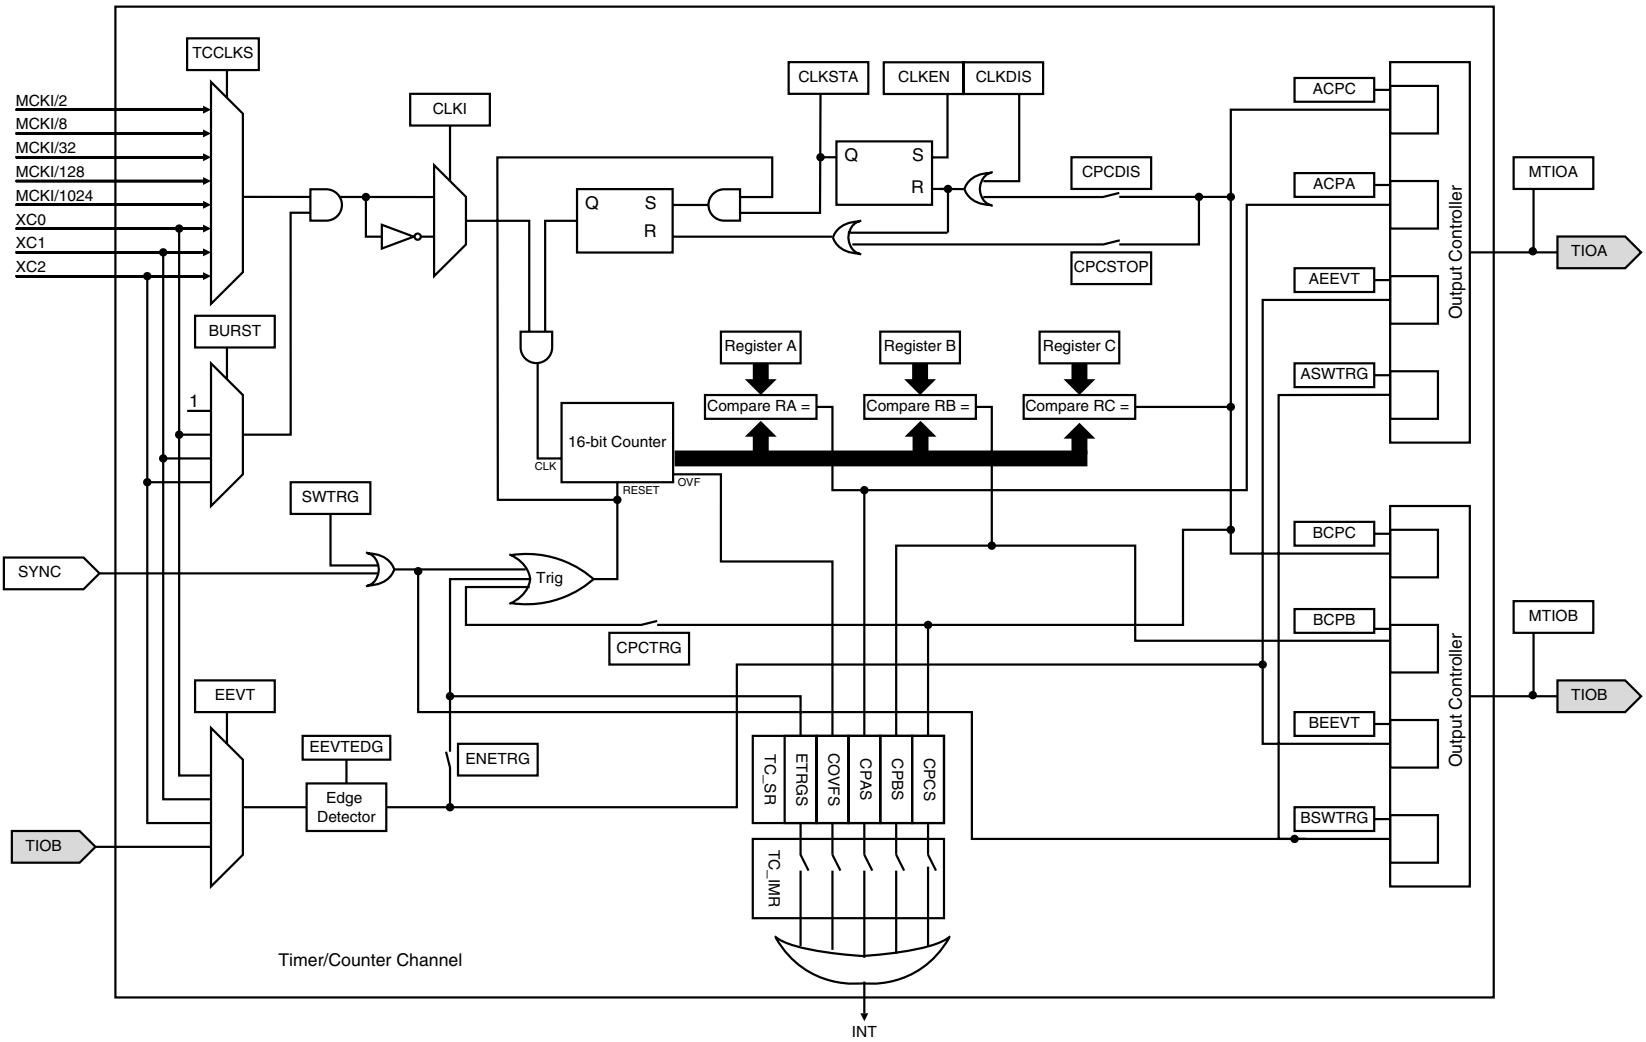 TCCLKS
MCKI/2
MCKI/8
MCKI/32
MCKI/128
MCKI/1024
XC0
XC1
XC2
CLKI
CLKSTA
CLKEN
CLKDIS
Q
S
R
Q
S
R
CPCDIS
CPCSTOP
ACPC
ACPA
AEEVT
ASWTRG
Output Controller
MTIOA
TIOA
BURST
1
Register A
Register B
Register C
Compare RA =
Compare RB =
Compare RC =
16-bit Counter
CLK
RESET
OVF
SWTRG
SYNC
Trig
CPCTRG
BCPC
BCPB
BEEVT
BSWTRG
Output Controller
MTIOB
TIOB
EEVT
EEVTEDG
Edge
Detector
ENETRG
TIOB
TC_SR
ETRGS
COVFS
CPAS
CPBS
CPCS
TC_IMR
Timer/Counter Channel
INT